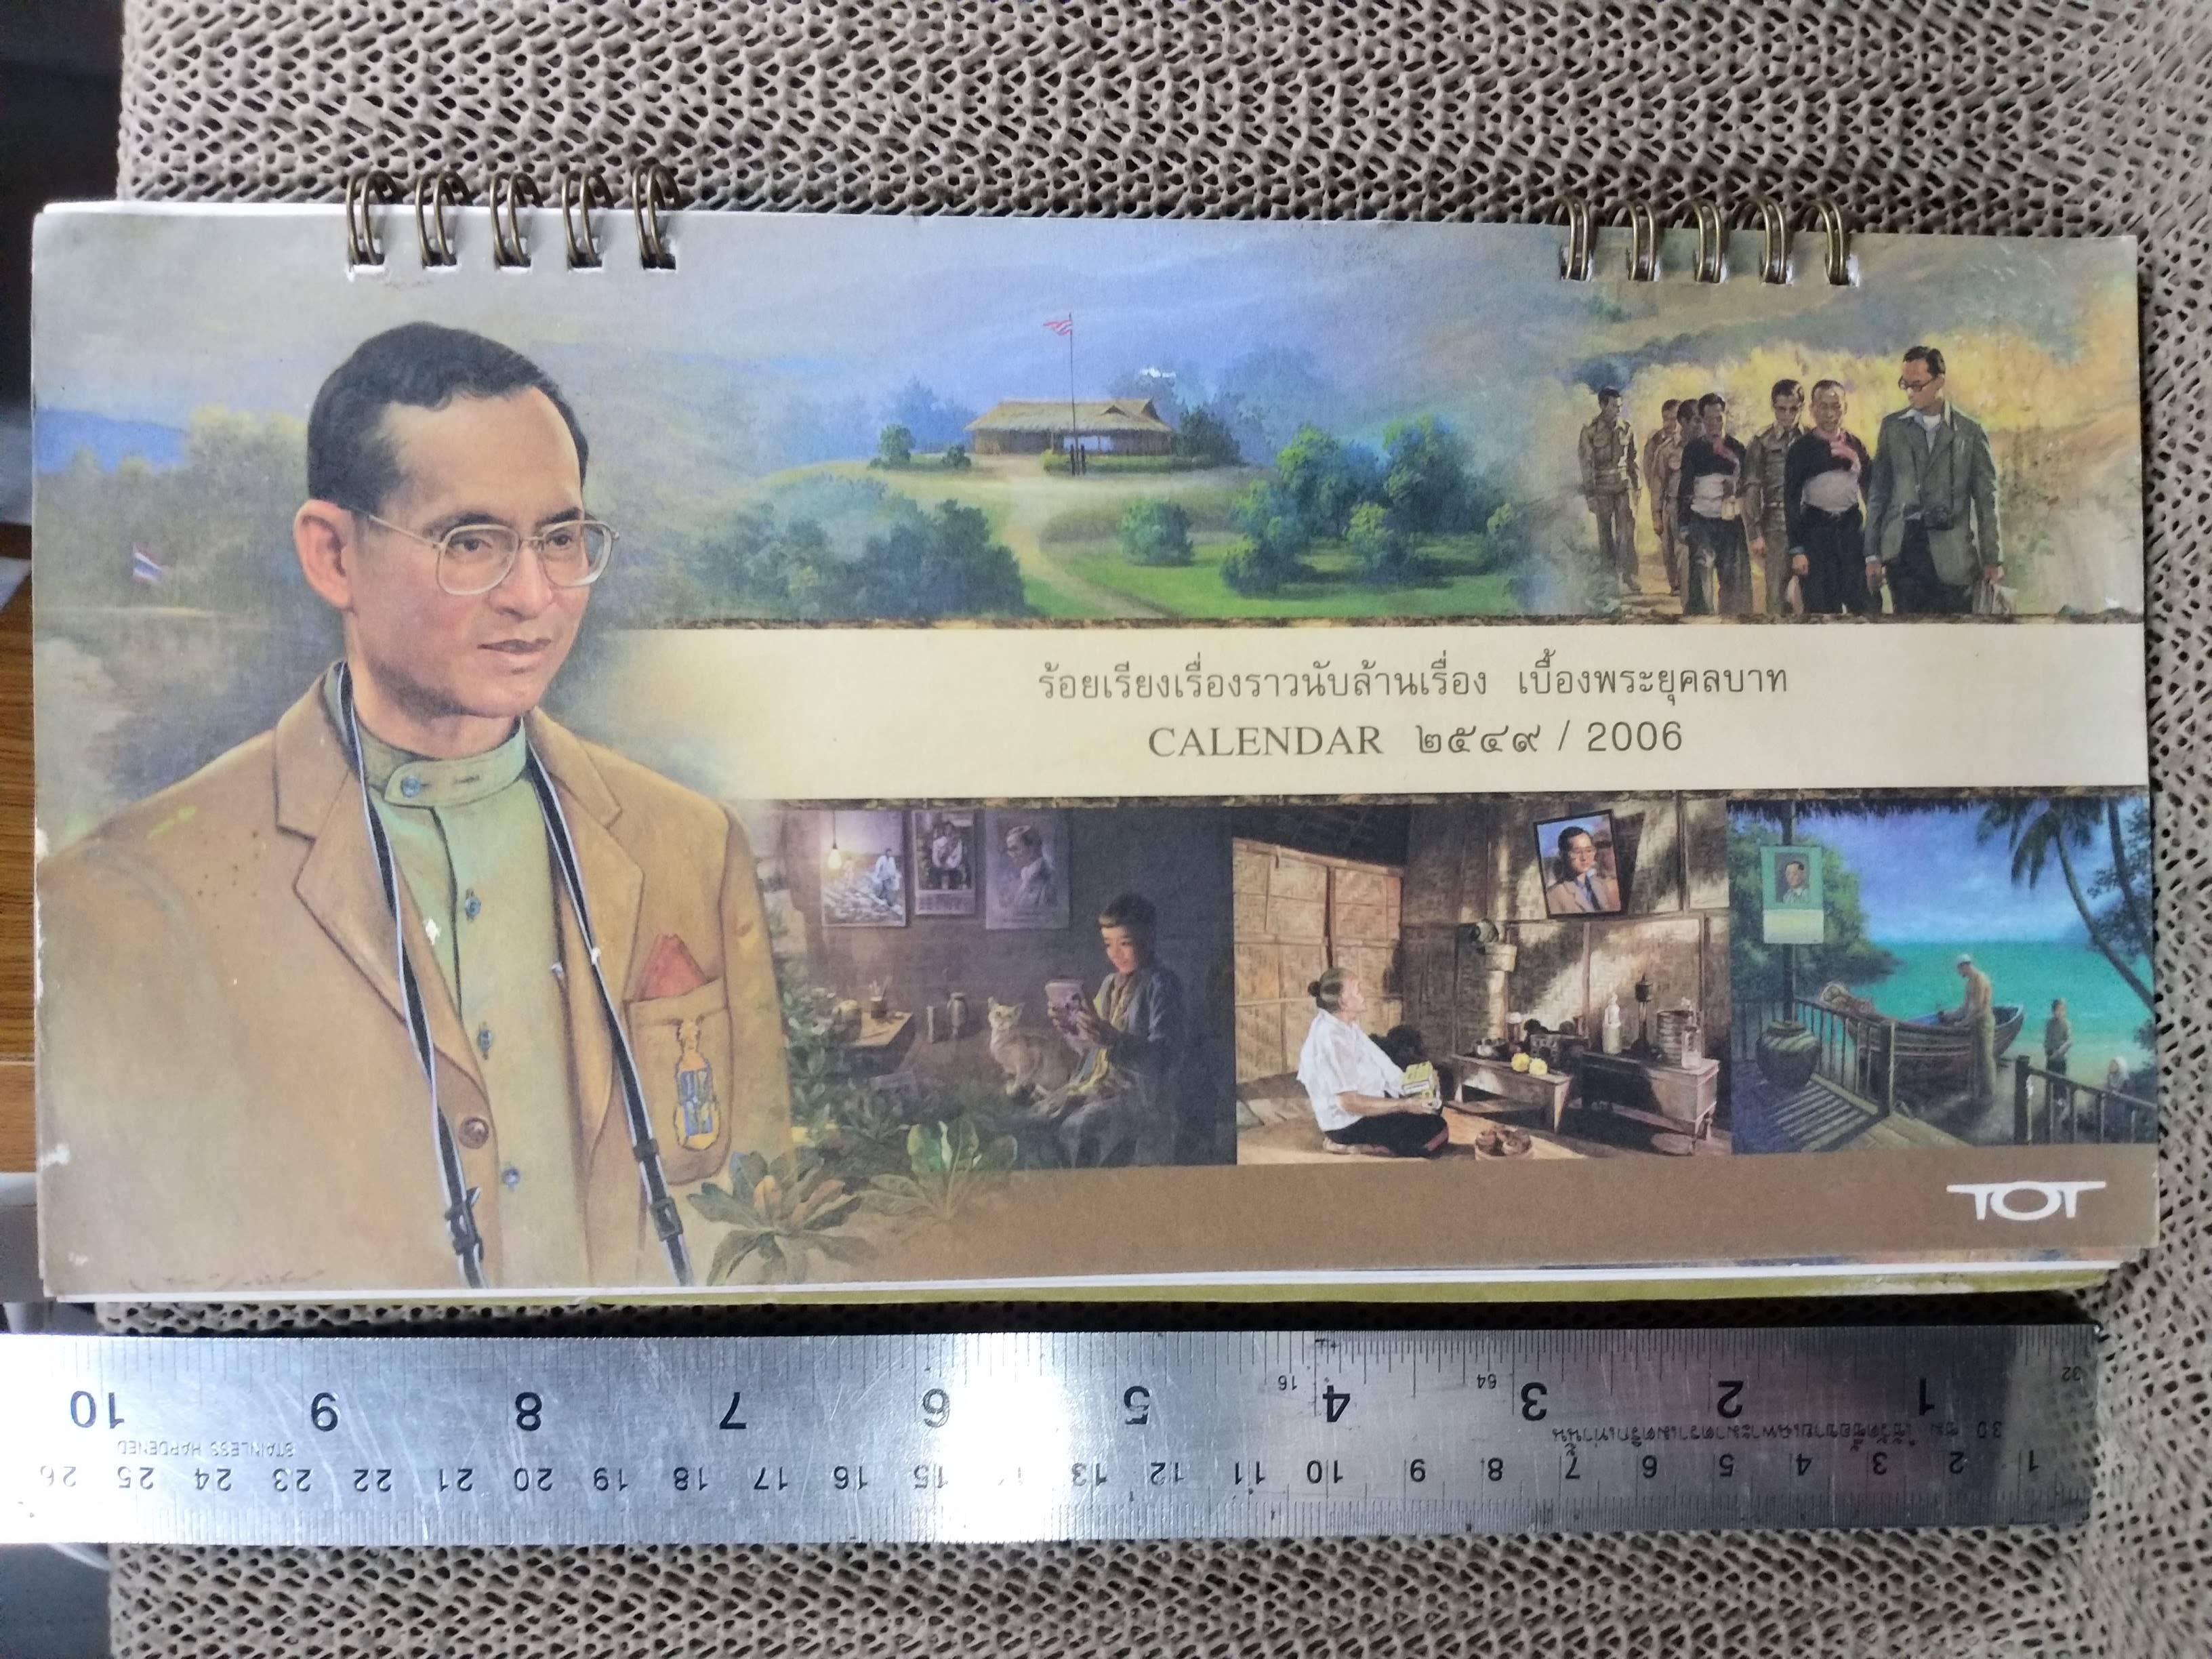 ร้อยเรียงเรื่องราวนับล้านเรื่อง เบื้องพระยุคลบาท
CALENDAR ๒๕๔๙ / 2006
TOT
32
64
16
1 2 3 4 5 6 7 8 9 10
30
STAINLESS HARDENED
1 2 3 4 5 6 7 8 9 10 11 12 13 15 16 17 18 19 20 21 22 23 24 25 26